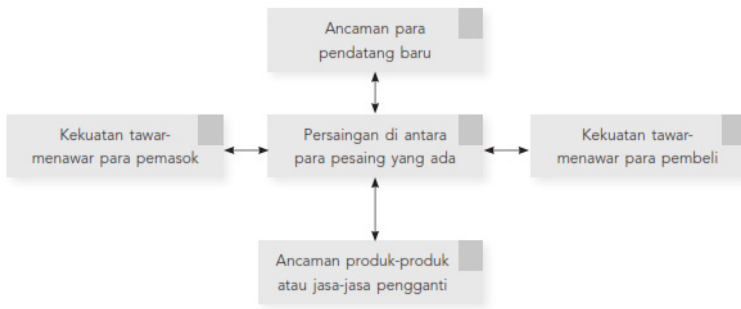 Ancaman para
pendatang baru
Kekuatan tawar-
menawar para pemasok
Persaingan di antara
para pesaing yang ada
Kekuatan tawar-
menawar para pembeli
Ancaman produk-produk
atau jasa-jasa pengganti